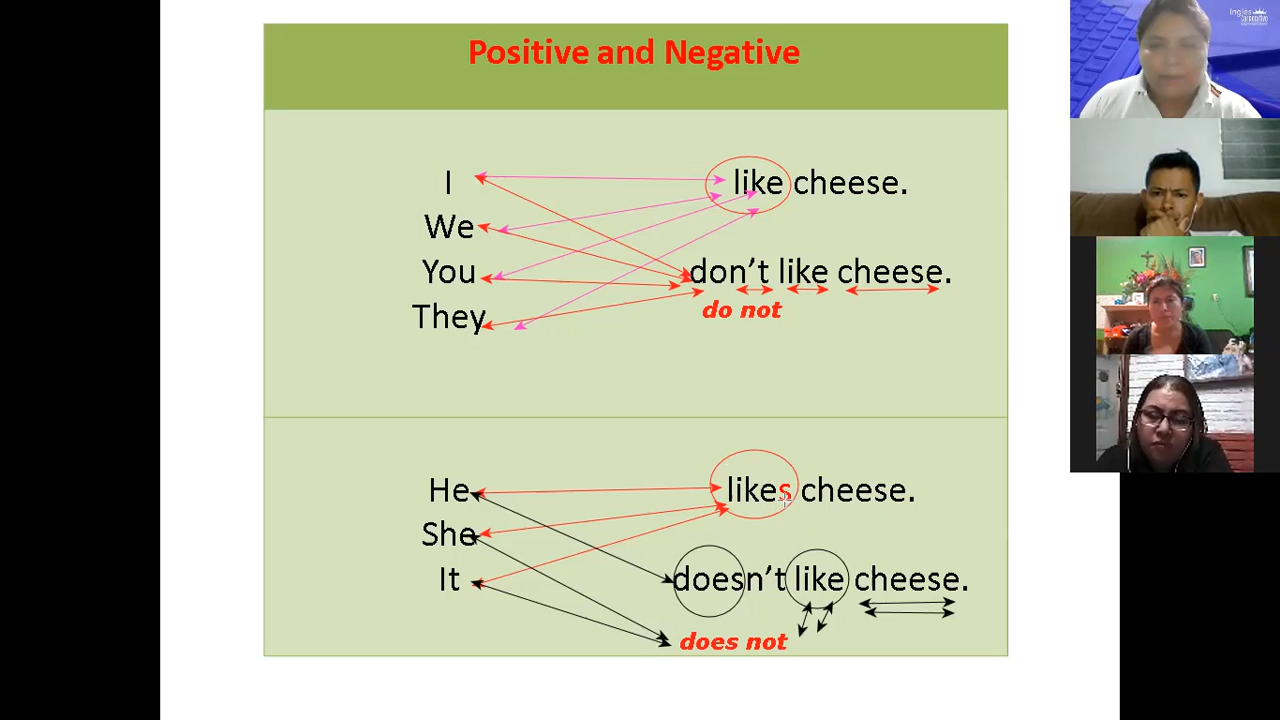 Positive and Negative
I
like cheese.
We
You
don't like cheese.
They
do not
He
likes cheese.
She
It
doesn't like cheese.
does not
Ingles